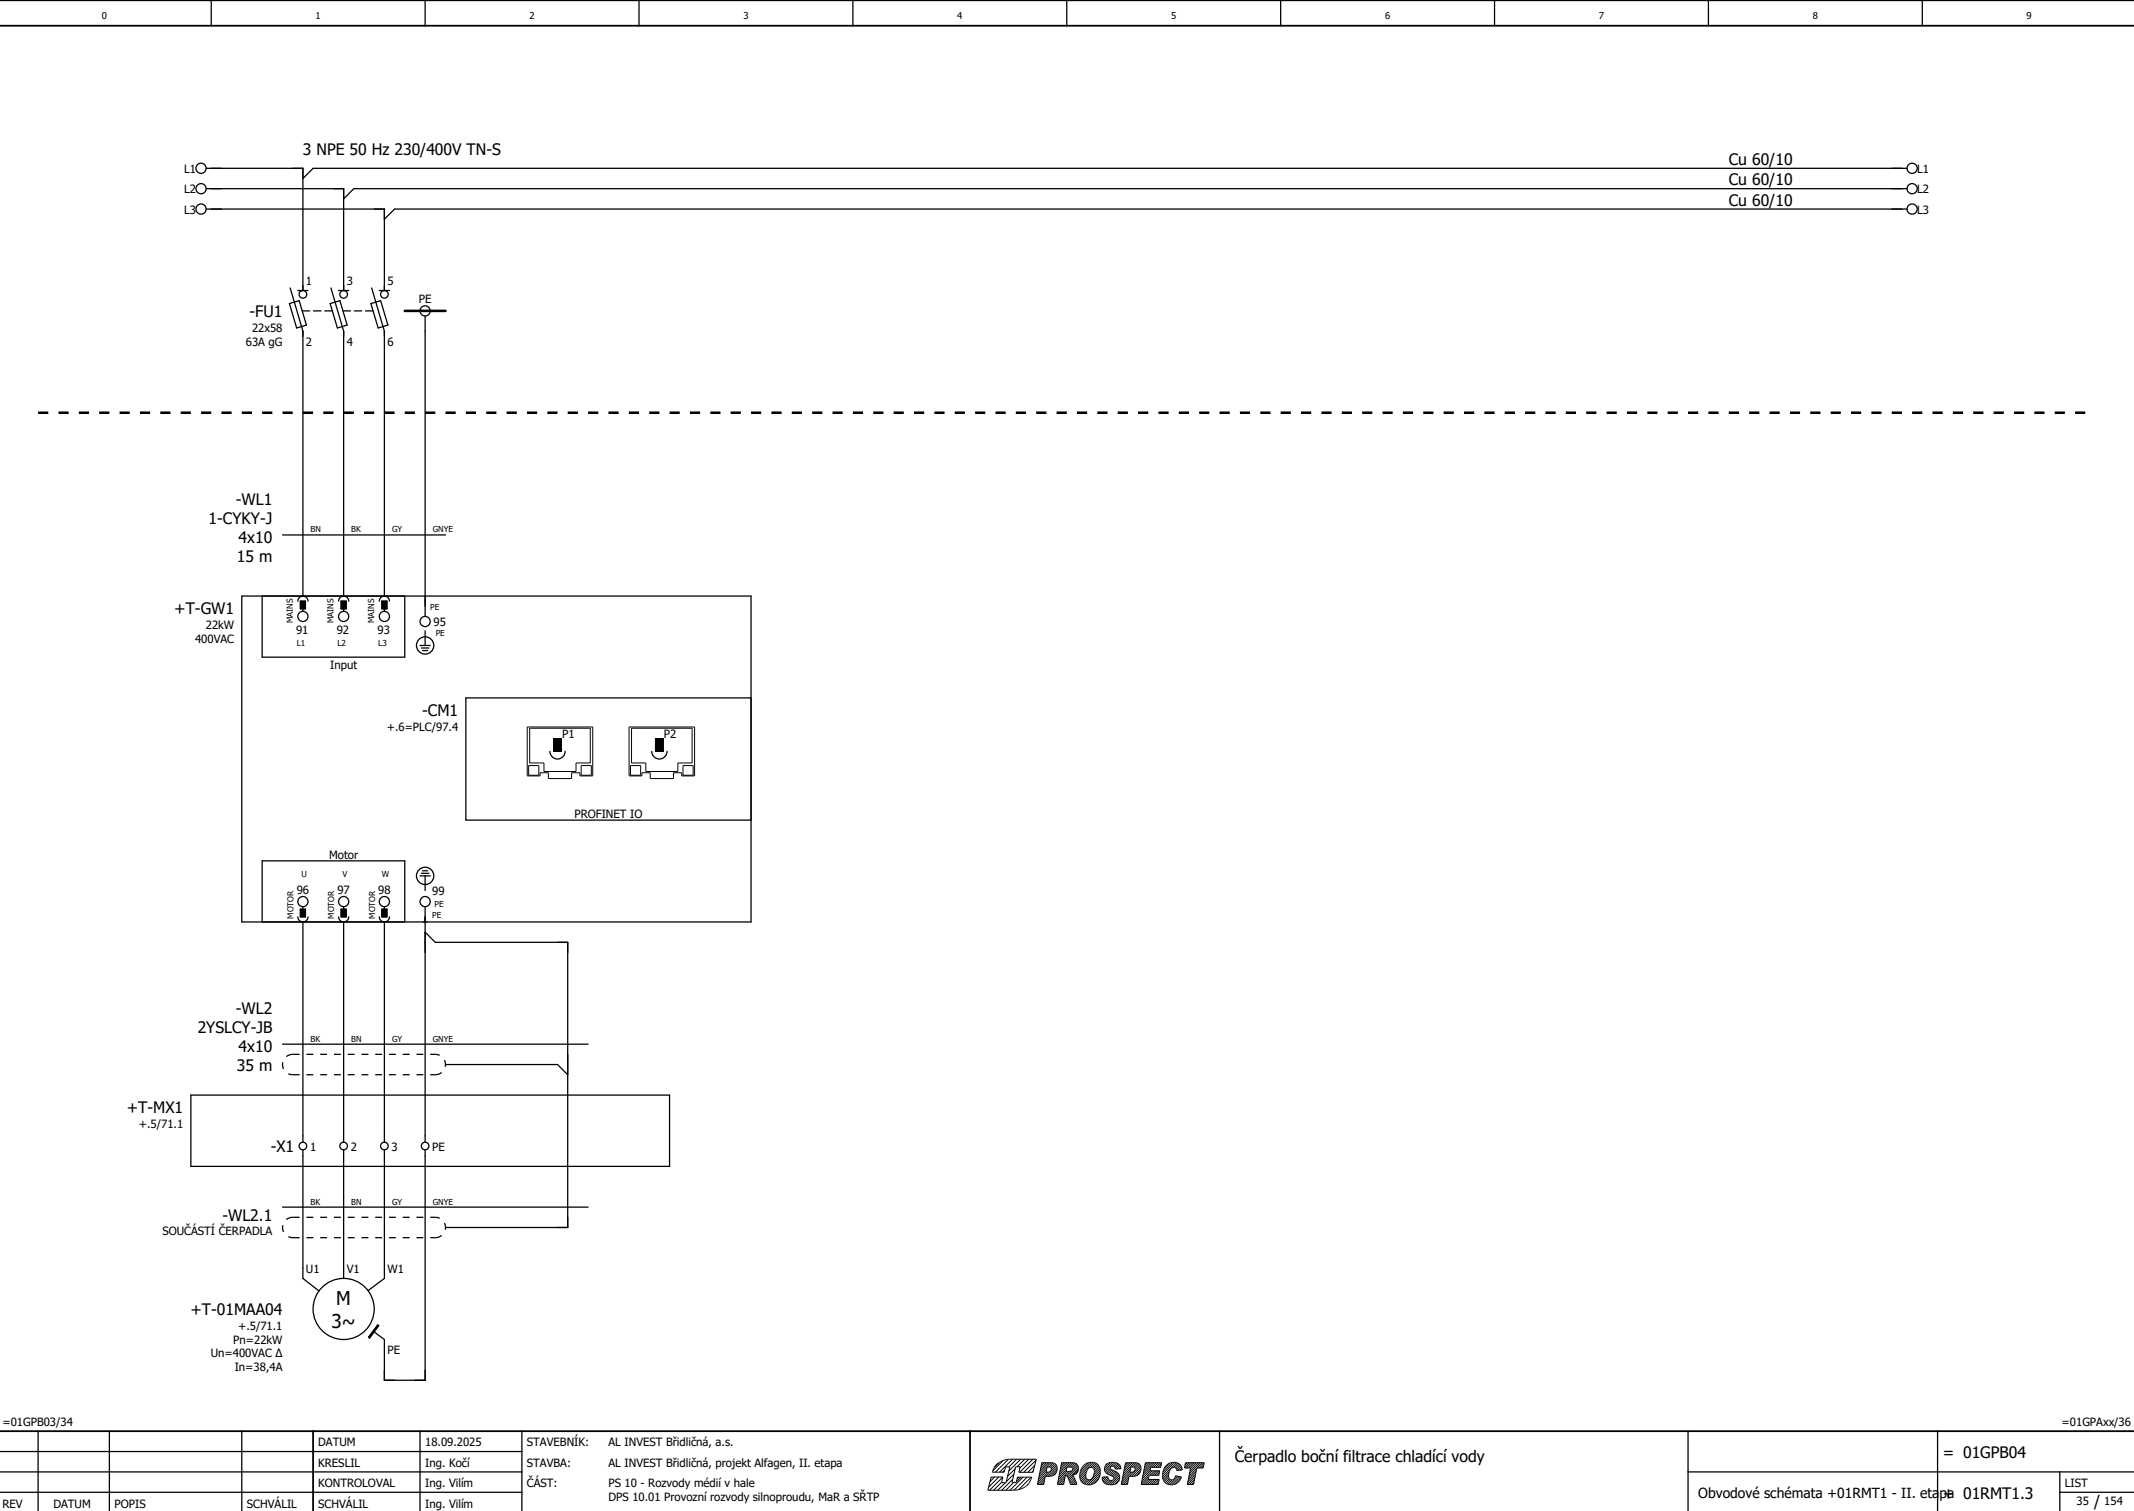 0 1 2 3 4 5 6 7 8 9
3 NPE 50 Hz 230/400V TN-S
L1 Cu 60/10 L1
L2 Cu 60/10 L2
L3 Cu 60/10 L3
1 3 5
PE
-FU1
22x58
63A gG
2 4 6
-WL1
1-CYKY-J
4x10
15 m
BN BK GY GNYE
+T-GW1
22kW
400VAC
MAINS MAINS MAINS PE
91 92 93 95
L1 L2 L3 PE
Input
-CM1
+.6=PLC/97.4
P1 P2
PROFINET IO
Motor
U V W
MOTOR MOTOR MOTOR
96 97 98 99
PE
PE
-WL2
2YSLCY-JB
4x10
35 m
BK BN GY GNYE
+T-MX1
+.5/71.1
-X1 1 2 3 PE
BK BN GY GNYE
-WL2.1
SOUČÁSTÍ ČERPADLA
U1 V1 W1
M
3~
+T-01MAA04
+.5/71.1
Pn=22kW
Un=400VAC Δ
In=38,4A
PE
=01GPB03/34 =01GPAxx/36
DATUM 18.09.2025
KRESLIL Ing. Kočí
KONTROLOVAL Ing. Vilím
REV DATUM POPIS SCHVÁLIL SCHVÁLIL Ing. Vilím
STAVEBNÍK: AL INVEST Břidličná, a.s.
STAVBA: AL INVEST Břidličná, projekt Alfagen, II. etapa
ČÁST: PS 10 - Rozvody médií v hale
DPS 10.01 Provozní rozvody silnoproudu, MaR a SŘTP
PROSPECT
Čerpadlo boční filtrace chladící vody
Obvodové schémata +01RMT1 - II. etapa
= 01GPB04
+ 01RMT1.3
LIST
35 / 154